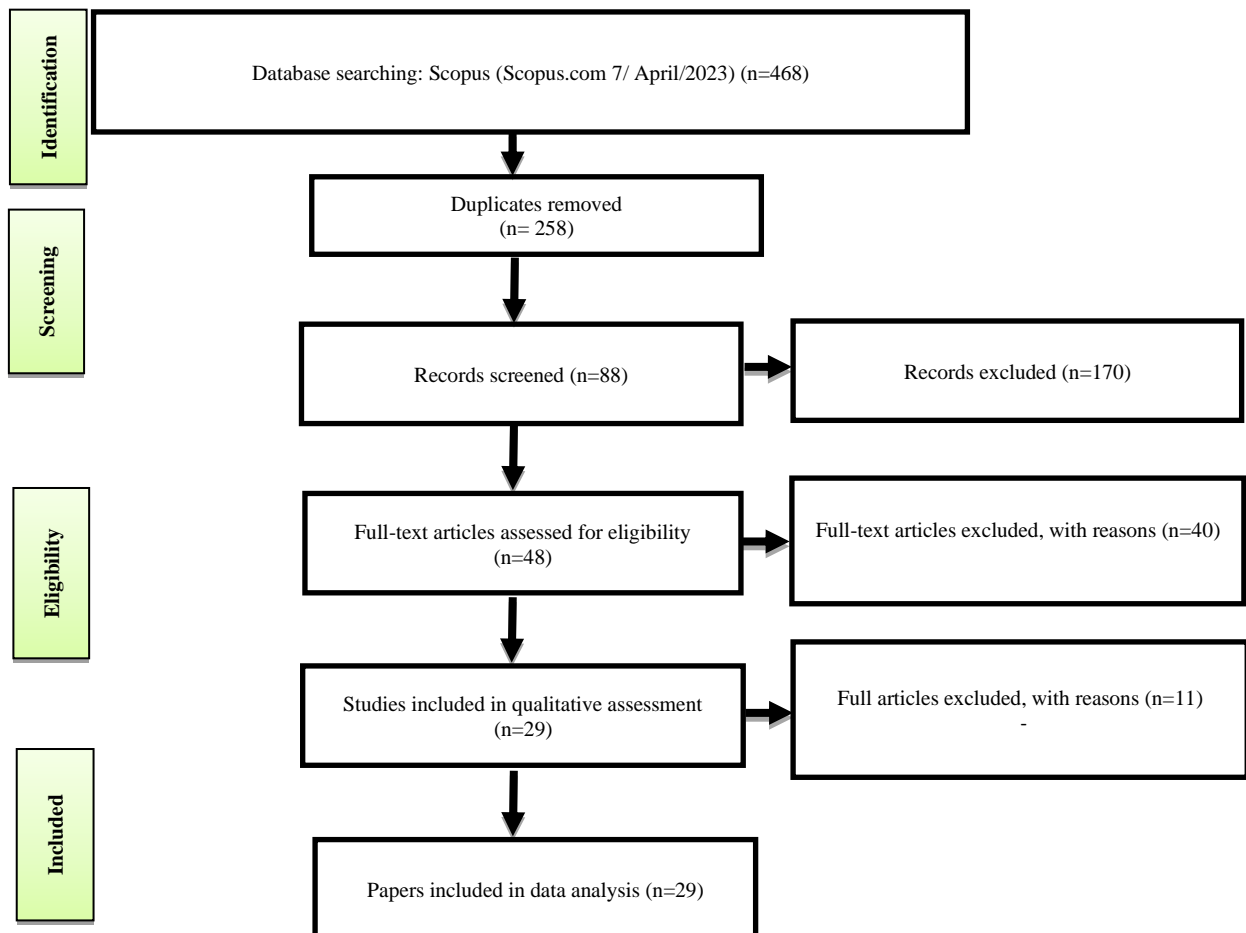 Identification
Database searching: Scopus (Scopus.com 7/ April/2023) (n=468)
Duplicates removed
(n= 258)
Screening
Records screened (n=88)
Records excluded (n=170)
Eligibility
Full-text articles assessed for eligibility
(n=48)
Full-text articles excluded, with reasons (n=40)
Studies included in qualitative assessment
(n=29)
Full articles excluded, with reasons (n=11)
-
Included
Papers included in data analysis (n=29)